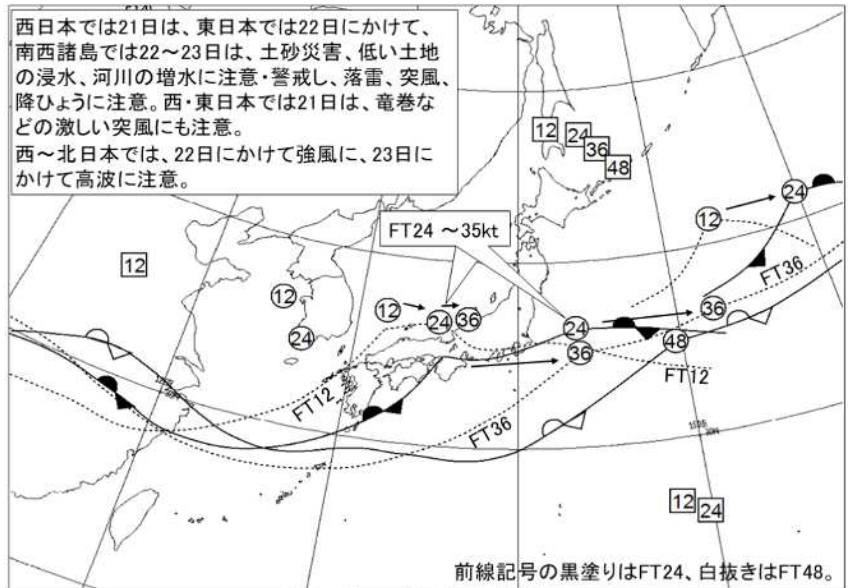 西日本では21日は、東日本では22日にかけて、
南西諸島では22～23日は、土砂災害、低い土地
の浸水、河川の増水に注意・警戒し、落雷、突風、
降ひょうに注意。西・東日本では21日は、竜巻な
どの激しい突風にも注意。
西～北日本では、22日にかけて強風に、23日に
かけて高波に注意。
12
24
36
48
24
12
FT24 ～35kt
12
12
12
24
36
24
36
FT36
24
36
48
FT12
FT12
FT36
12
24
前線記号の黒塗りはFT24、白抜きはFT48。